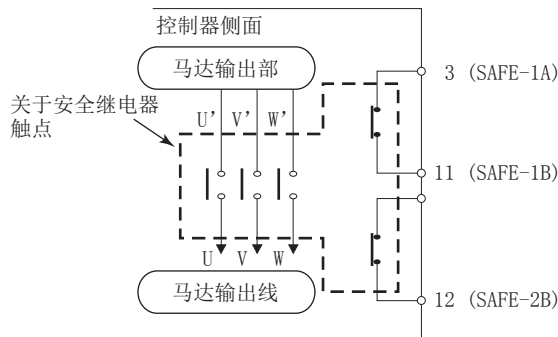 控制器侧面
马达输出部
3 (SAFE-1A)
关于安全继电器
触点
U' V' W'
11 (SAFE-1B)
U V W
马达输出线
12 (SAFE-2B)